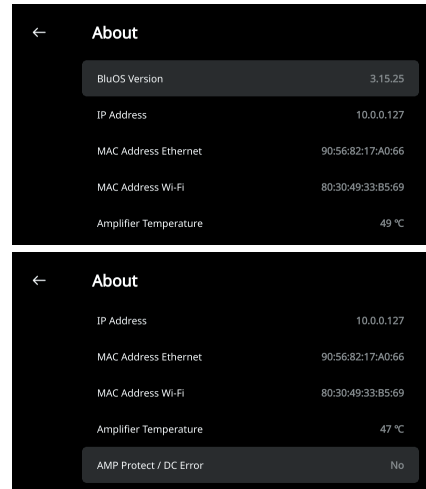 About
BluOS Version 3.15.25
IP Address 10.0.0.127
MAC Address Ethernet 90:56:82:17:A0:66
MAC Address Wi-Fi 80:30:49:33:B5:69
Amplifier Temperature 49 ℃
About
IP Address 10.0.0.127
MAC Address Ethernet 90:56:82:17:A0:66
MAC Address Wi-Fi 80:30:49:33:B5:69
Amplifier Temperature 47 ℃
AMP Protect / DC Error No